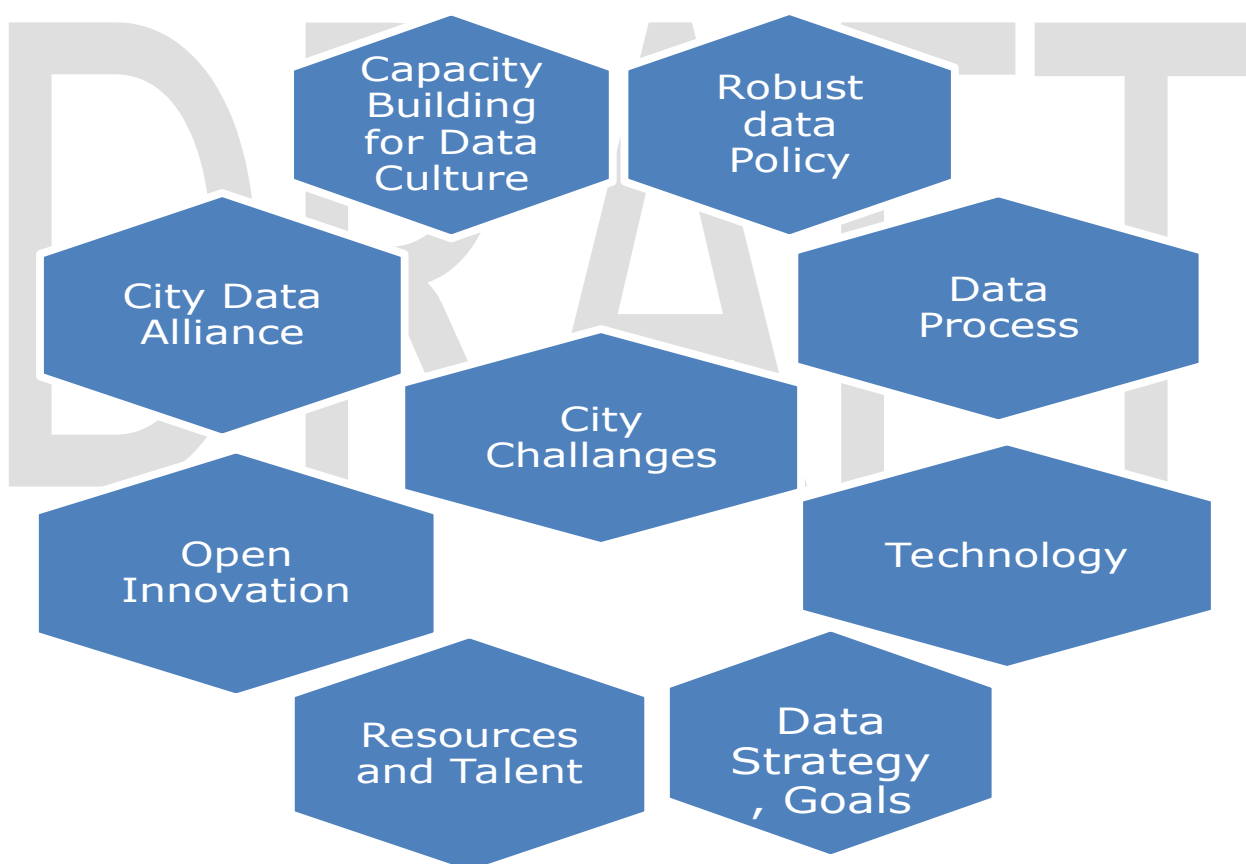 DRAFT
Capacity
Building
for Data
Culture
Robust
data
Policy
City Data
Alliance
Data
Process
City
Challanges
Open
Innovation
Technology
Resources
and Talent
Data
Strategy
, Goals